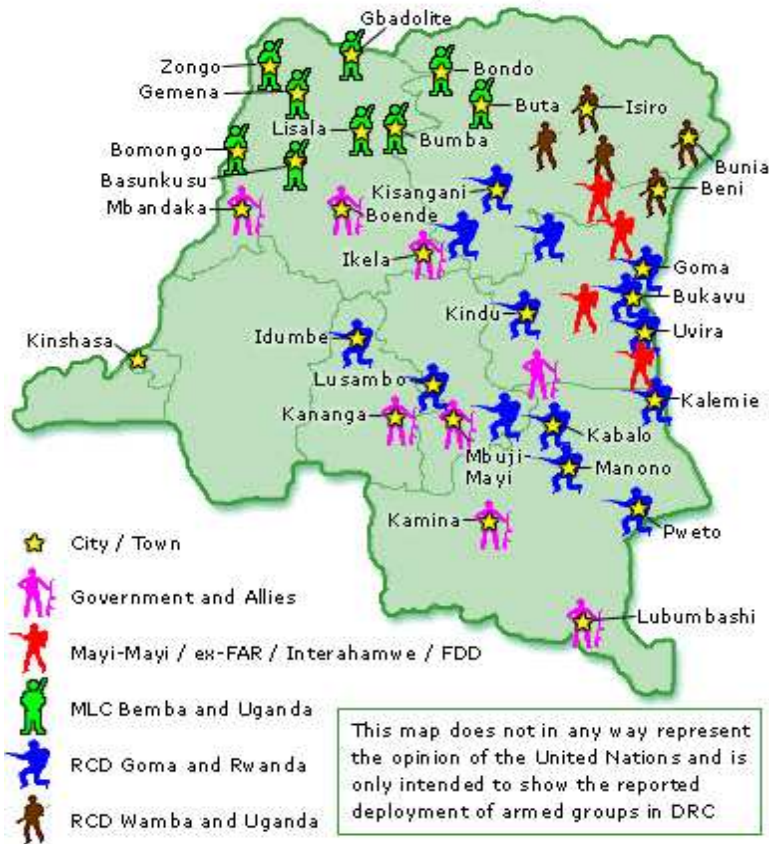 Gbadolite
Zongo
Bondo
Gemena
Buta
Isiro
Lisala
Bumba
Bomongo
Bunia
Basunkusu
Kisangani
Beni
Mbandaka
Boende
Ikela
Goma
Bukavu
Kindu
Uvira
Kinshasa
Idumbe
Lusambo
Kalemie
Kananga
Kabalo
Mbuji
Mayi
Manono
Kamina
Pweto
Lubumbashi
City / Town
Government and Allies
Mayi-Mayi / ex-FAR / Interahamwe / FDD
MLC Bemba and Uganda
RCD Goma and Rwanda
RCD Wamba and Uganda
This map does not in any way represent
the opinion of the United Nations and is
only intended to show the reported
deployment of armed groups in DRC